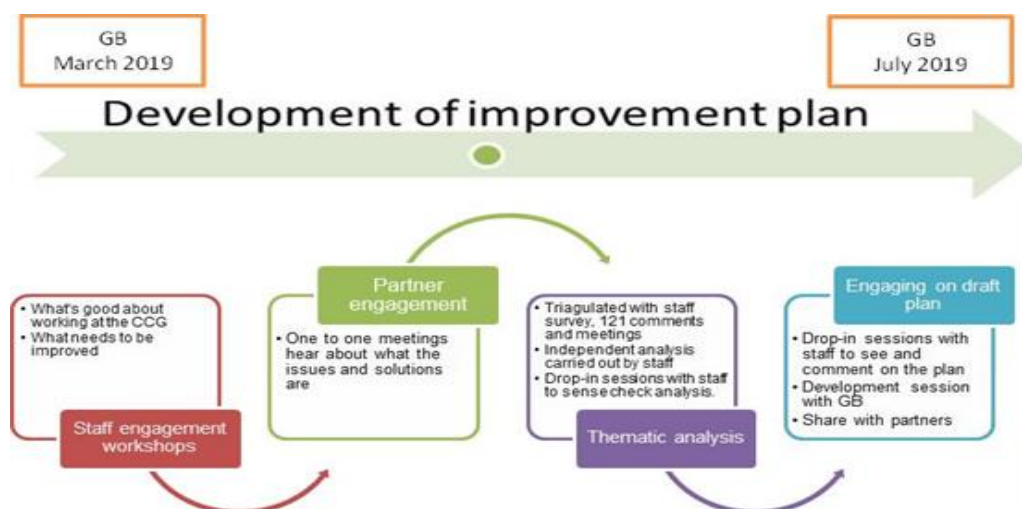 GB
March 2019
GB
July 2019
Development of improvement plan
• What's good about
working at the CCG
• What needs to be
improved
Staff engagement
workshops
Partner
engagement
• One to one meetings
hear about what the
issues and solutions
are
• Triagulated with staff
survey, 121 comments
and meetings
• Independent analysis
carried out by staff
• Drop-in sessions with staff
to sense check analysis.
Thematic analysis
Engaging on draft
plan
• Drop-in sessions with
staff to see and
comment on the plan
• Development session
with GB
• Share with partners